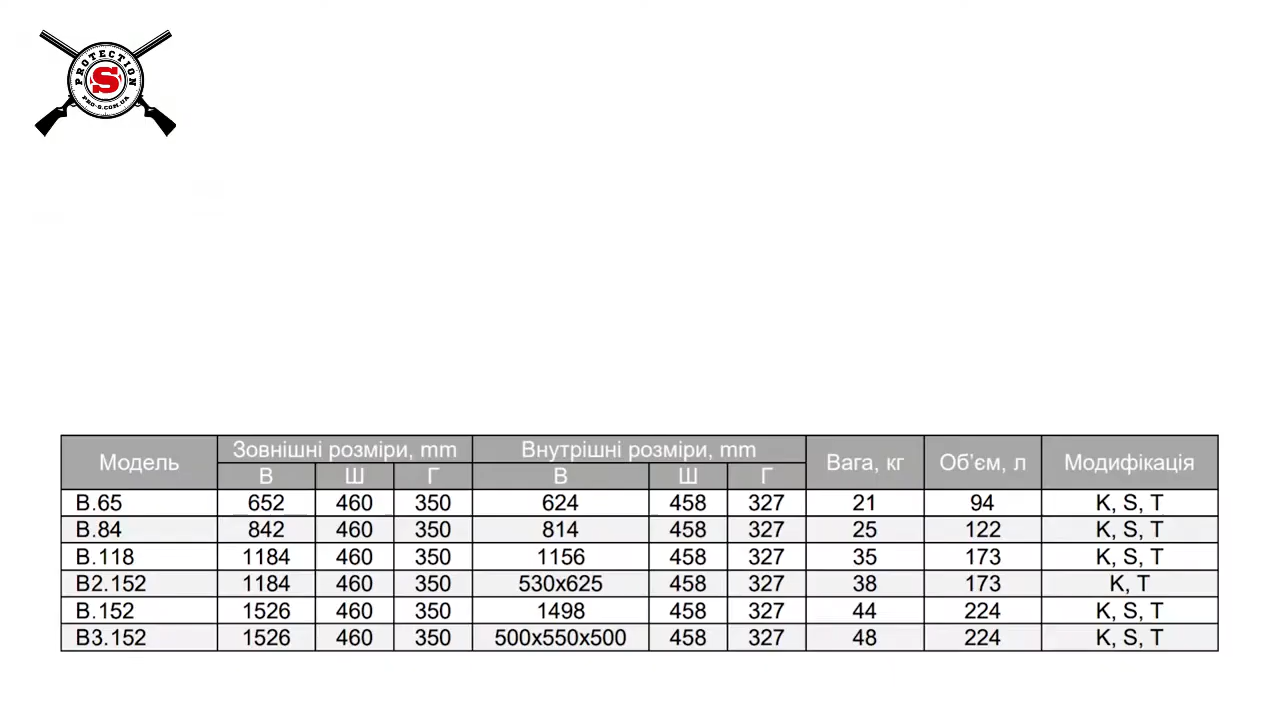 PROTECTION
S
PRO-S.COM.UA
Модель Зовнішні розміри, mm Внутрішні розміри, mm Вага, кг Об'єм, л Модифікація
В Ш Г В Ш Г
B.65 652 460 350 624 458 327 21 94 K, S, T
B.84 842 460 350 814 458 327 25 122 K, S, T
B.118 1184 460 350 1156 458 327 35 173 K, S, T
B2.152 1184 460 350 530x625 458 327 38 173 K, T
B.152 1526 460 350 1498 458 327 44 224 K, S, T
B3.152 1526 460 350 500x550x500 458 327 48 224 K, S, T